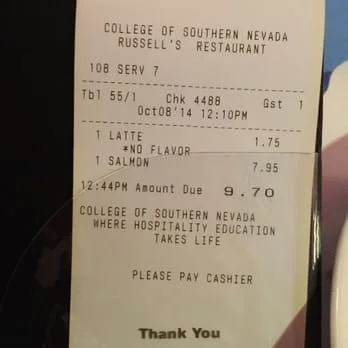 COLLEGE OF SOUTHERN NEVADA
RUSSELL'S RESTAURANT
108 SERV 7
Tbl 55/1 Chk 4488 Gst 1
Oct08'14 12:10PM
1 LATTE 1.75
*NO FLAVOR
1 SALMON 7.95
12:44PM Amount Due 9.70
COLLEGE OF SOUTHERN NEVADA
WHERE HOSPITALITY EDUCATION
TAKES LIFE
PLEASE PAY CASHIER
Thank You